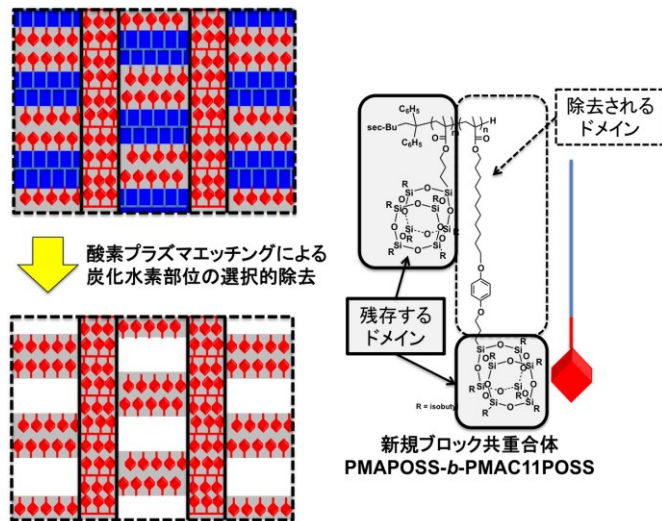 酸素プラズマエッチングによる
炭化水素部位の選択的除去
除去される
ドメイン
C₆H₅
sec-Bu
C₆H₅
m
n
H
O
O
O
O
R
Si
O
Si
R
O
O
残存する
ドメイン
R = isobutyl
新規ブロック共重合体
PMAPOSS-b-PMAC11POSS